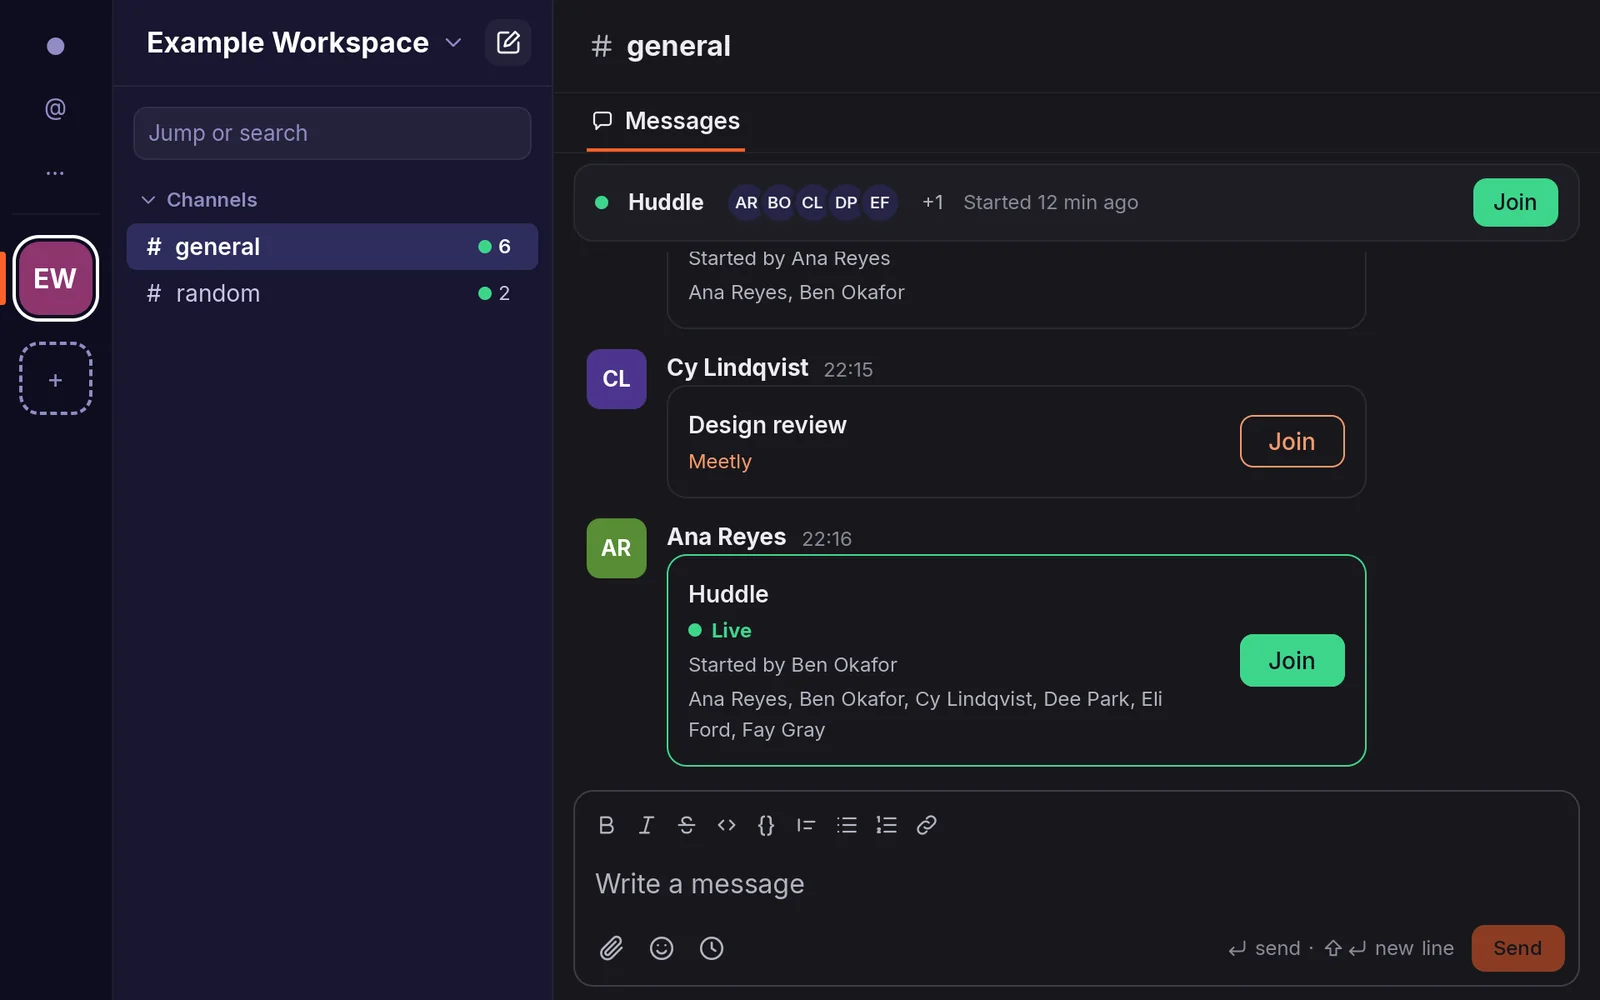 @
...
EW
+
Example Workspace
Jump or search
Channels
# general 6
# random 2
# general
Messages
Huddle AR BO CL DP EF +1 Started 12 min ago Join
Started by Ana Reyes
Ana Reyes, Ben Okafor
CL Cy Lindqvist 22:15
Design review
Meetly
Join
AR Ana Reyes 22:16
Huddle
Live
Started by Ben Okafor
Join
Ana Reyes, Ben Okafor, Cy Lindqvist, Dee Park, Eli
Ford, Fay Gray
Write a message
send · new line Send